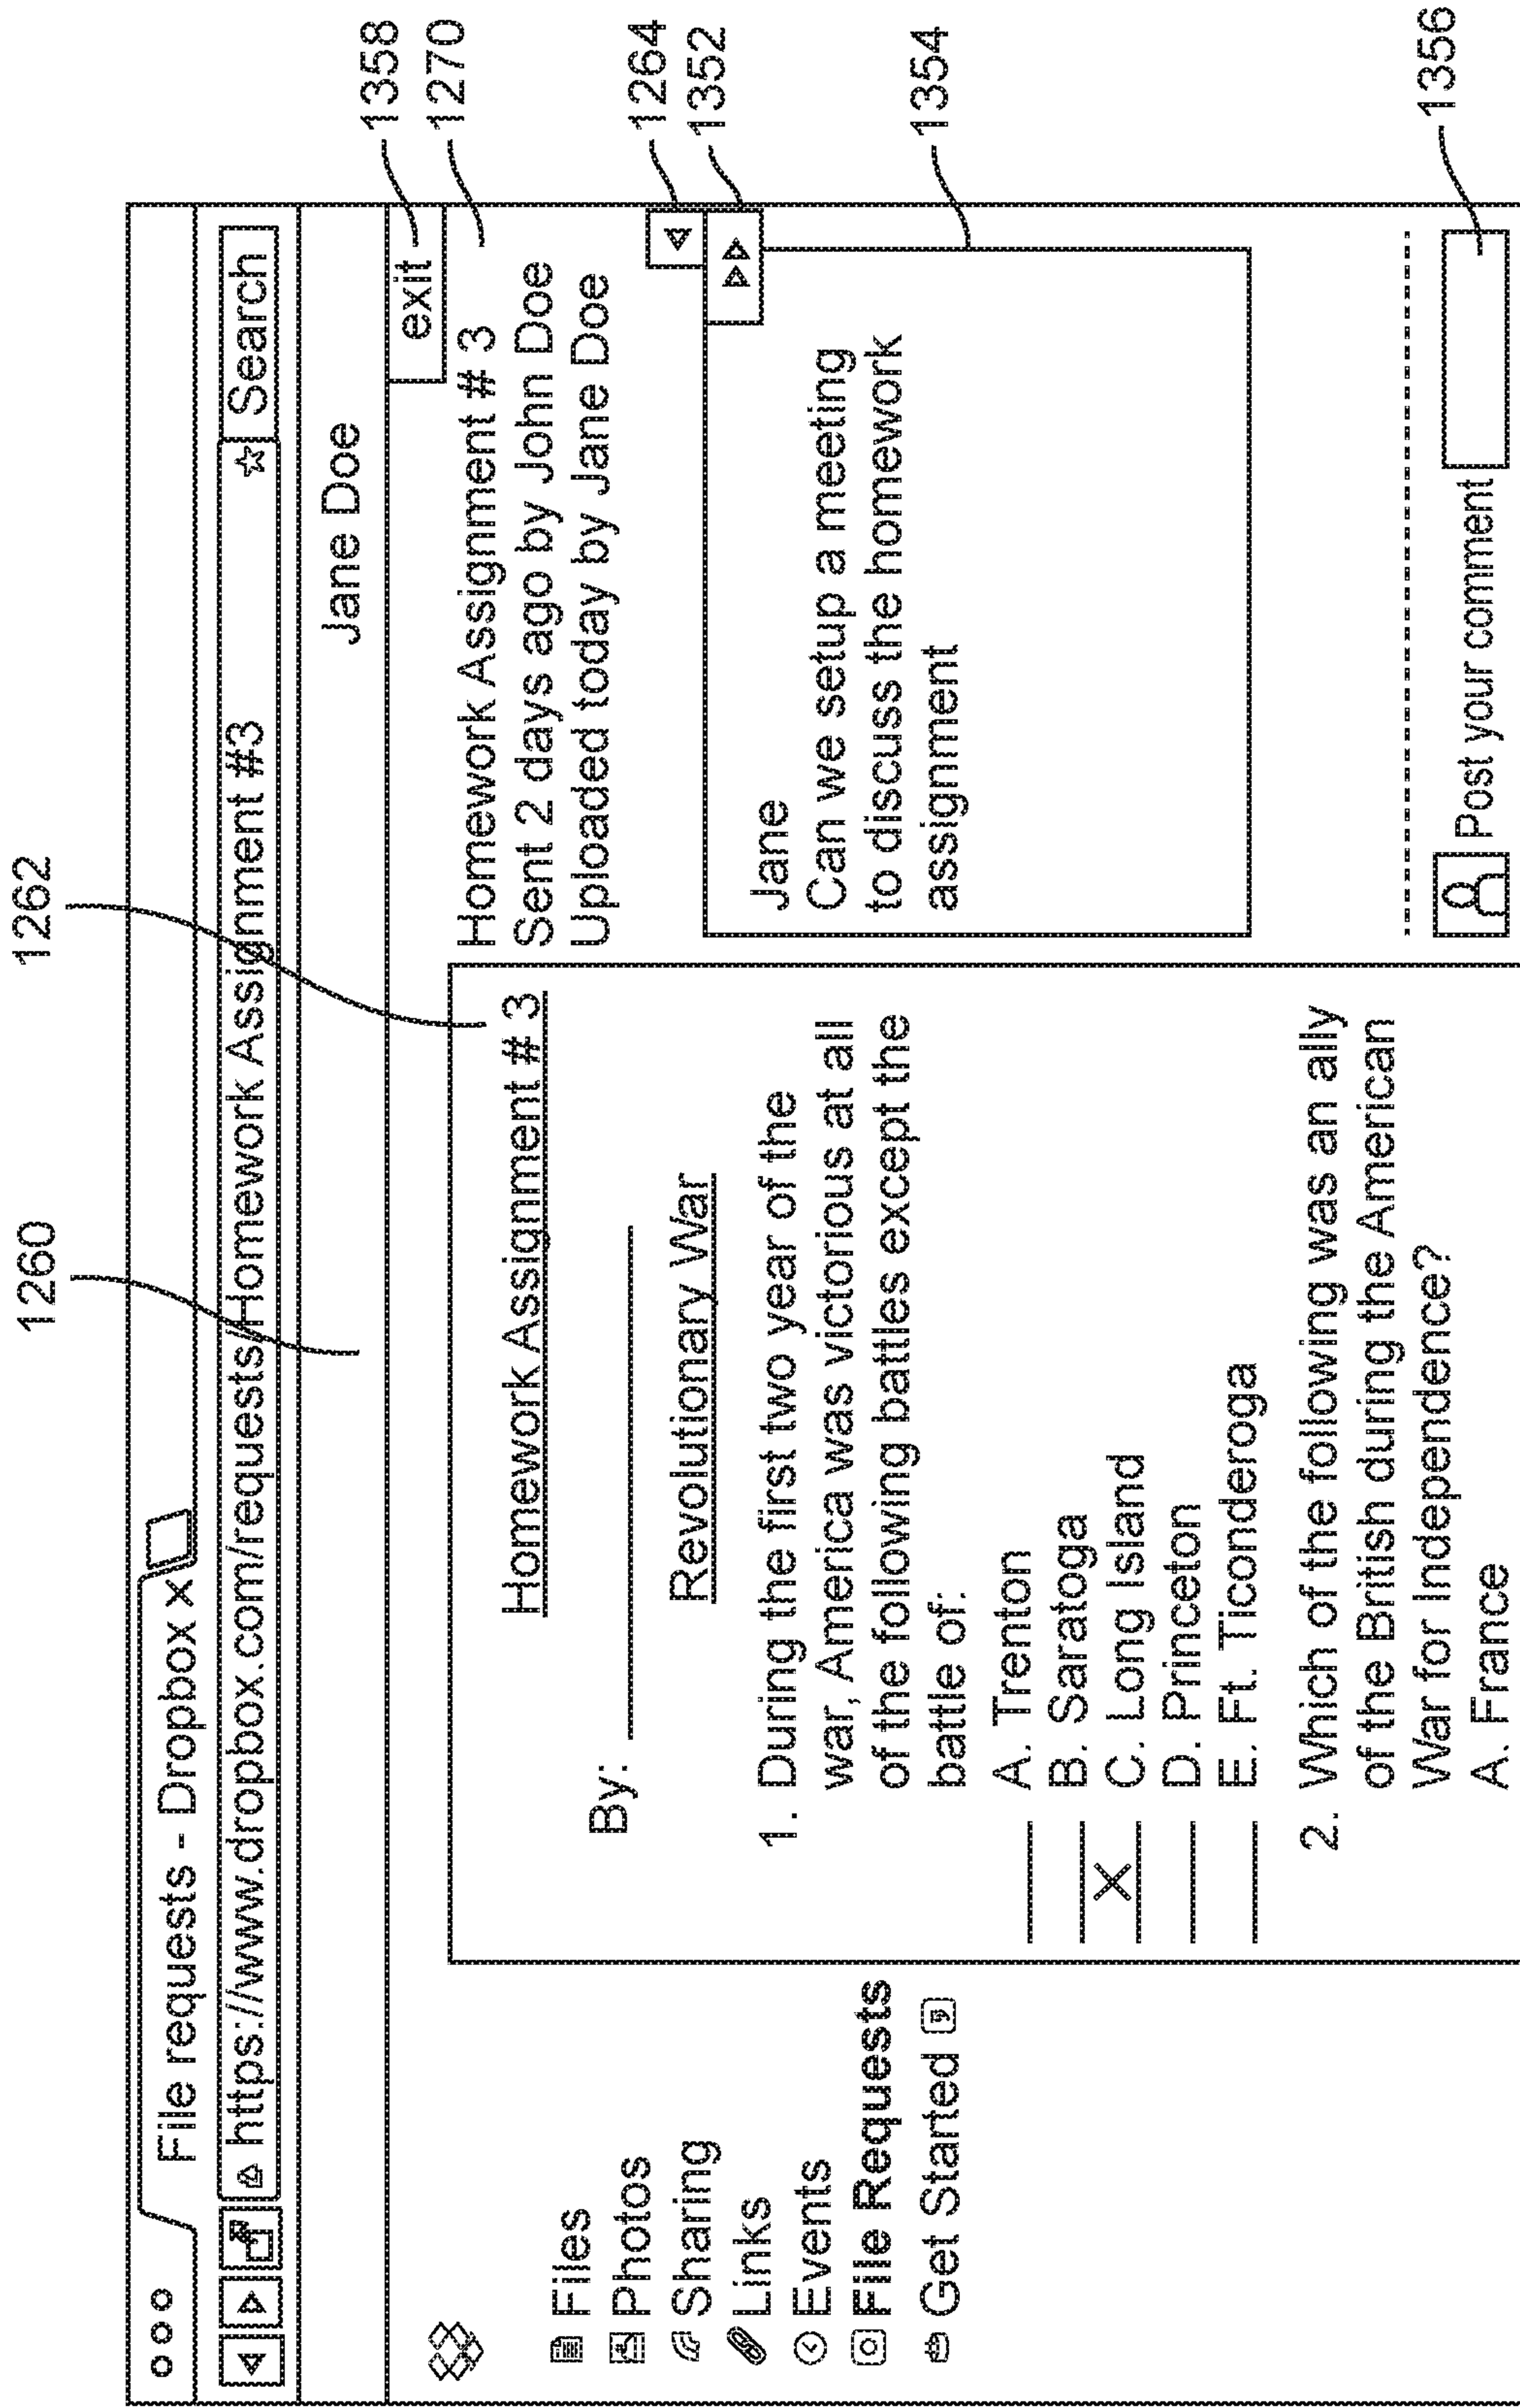 1260
1262
File requests - Dropbox x
https://www.dropbox.com/requests/Homework Assignment #3
Search
Jane Doe
exit
1358
1270
Files
Photos
Sharing
Links
Events
File Requests
Get Started
Homework Assignment # 3
By:
Revolutionary War
1. During the first two year of the
war, America was victorious at all
of the following battles except the
battle of:
A. Trenton
B. Saratoga
X C. Long Island
D. Princeton
E. Ft. Ticonderoga
2. Which of the following was an ally
of the British during the American
War for Independence?
A. France
Homework Assignment # 3
Sent 2 days ago by John Doe
Uploaded today by Jane Doe
1264
1352
Jane
Can we setup a meeting
to discuss the homework
assignment
1354
Post your comment
1356